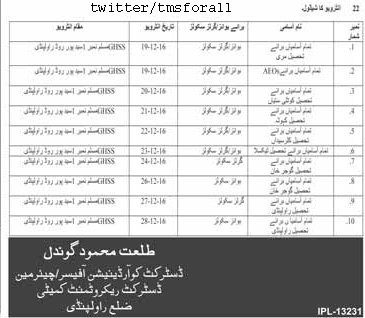 twitter/tmsforall
22 انٹرویو کا شیڈول۔
نمبر شمار نام اسامی برائے بوائز/گرلز سکولز تاریخ انٹرویو مقام انٹرویو
1. تمام آسامیاں برائے تحصیل مری بوائز/گرلز سکولز 19-12-16 GHSSمسلم نمبر 1سید پور روڈ راولپنڈی
2. تمام آسامیاں برائےAEOs بوائز/گرلز سکولز 19-12-16 GHSSمسلم نمبر 1سید پور روڈ راولپنڈی
3. تمام آسامیاں برائے تحصیل کوٹلی ستیاں بوائز/گرلز سکولز 20-12-16 GHSSمسلم نمبر 1سید پور روڈ راولپنڈی
4. تمام آسامیاں برائے تحصیل کہوٹہ بوائز/گرلز سکولز 21-12-16 GHSSمسلم نمبر 1سید پور روڈ راولپنڈی
5. تمام آسامیاں برائے تحصیل کلرسیداں بوائز/گرلز سکولز 22-12-16 GHSSمسلم نمبر 1سید پور روڈ راولپنڈی
6. تمام آسامیاں برائے تحصیل ٹیکسلا بوائز/گرلز سکولز 23-12-16 GHSSمسلم نمبر 1سید پور روڈ راولپنڈی
7. تمام آسامیاں برائے تحصیل گوجر خان گرلز سکولز 24-12-16 GHSSمسلم نمبر 1سید پور روڈ راولپنڈی
8. تمام آسامیاں برائے تحصیل گوجر خان بوائز سکولز 26-12-16 GHSSمسلم نمبر 1سید پور روڈ راولپنڈی
9. تمام آسامیاں برائے تحصیل راولپنڈی گرلز سکولز 27-12-16 GHSSمسلم نمبر 1سید پور روڈ راولپنڈی
10. تمام آسامیاں برائے تحصیل راولپنڈی بوائز سکولز 28-12-16 GHSSمسلم نمبر 1سید پور روڈ راولپنڈی
طلعت محمود گوندل
ڈسٹرکٹ کوآرڈینیشن آفیسر/چیئرمین
ڈسٹرکٹ ریکروٹمنٹ کمیٹی
ضلع راولپنڈی
IPL-13231